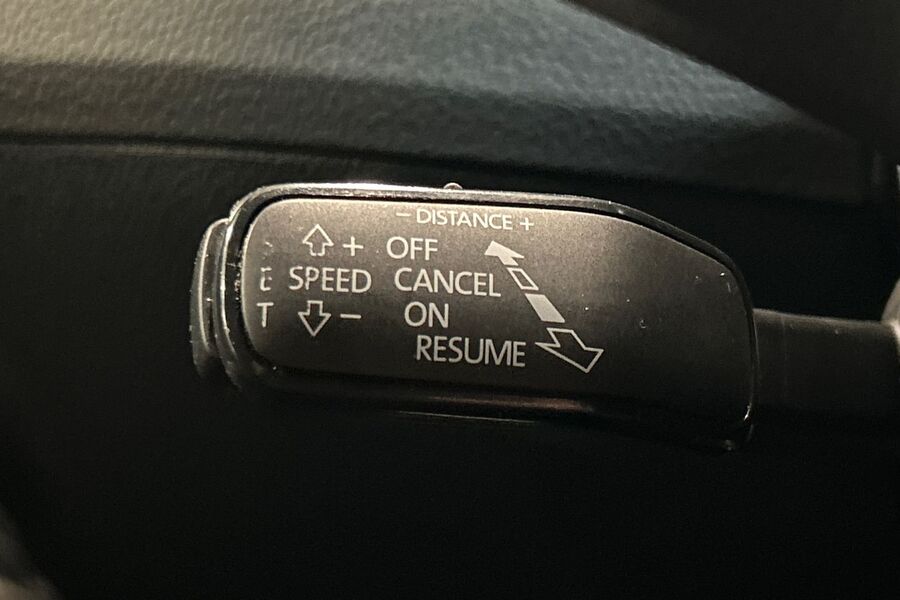 - DISTANCE +
+ OFF
SPEED CANCEL
T - ON
RESUME